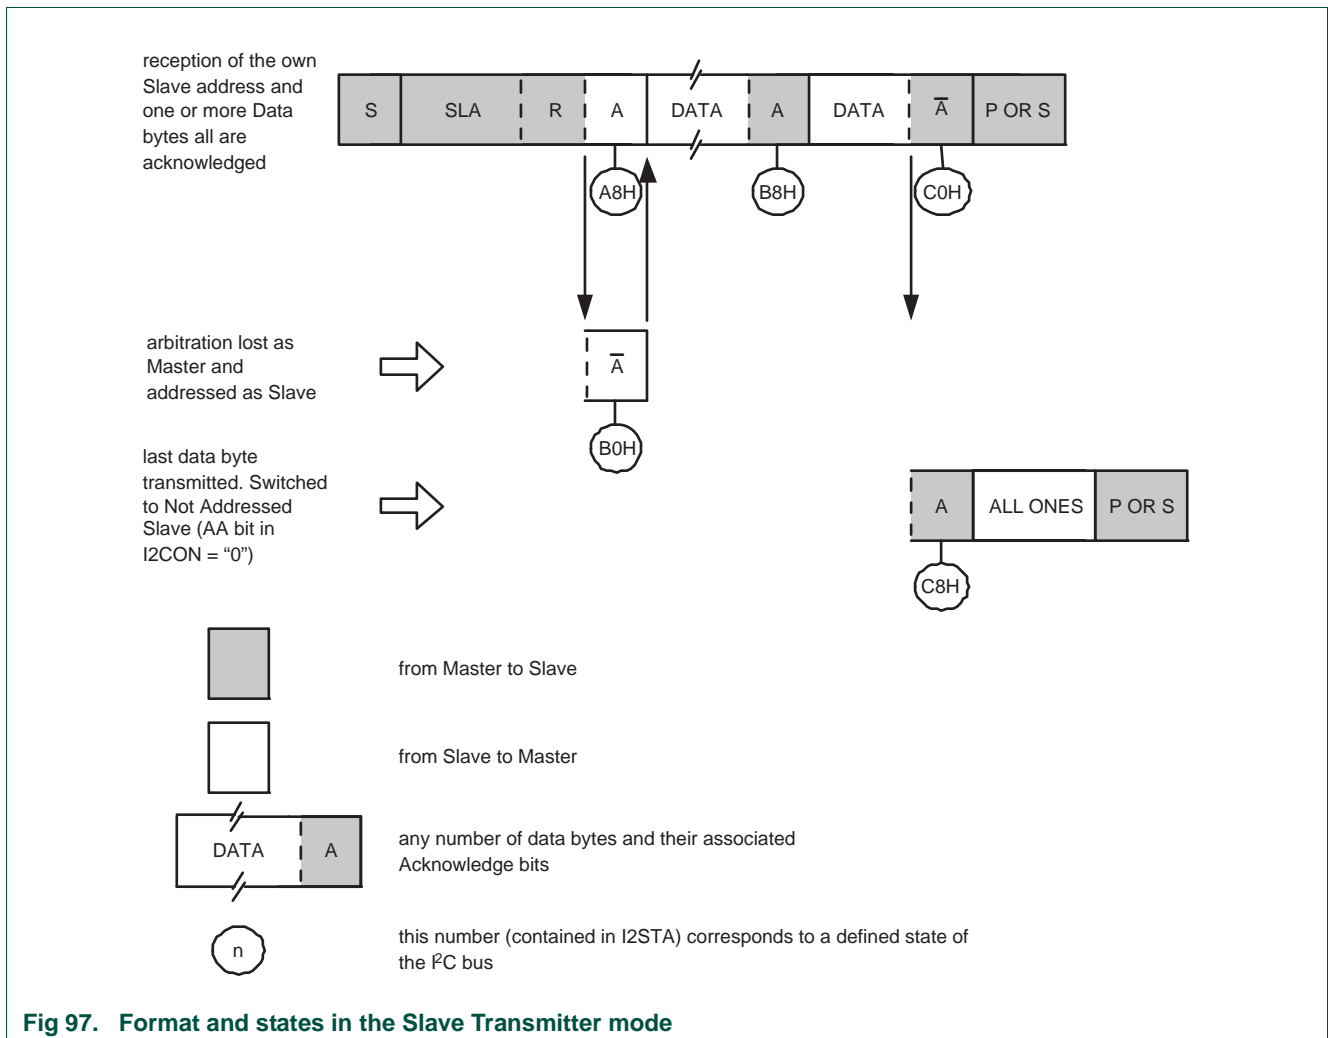 reception of the own
Slave address and
one or more Data
bytes all are
acknowledged
S SLA R A DATA A DATA A̅ P OR S
A8H B8H C0H
arbitration lost as
Master and
addressed as Slave
A̅
B0H
last data byte
transmitted. Switched
to Not Addressed
Slave (AA bit in
I2CON = “0”)
A ALL ONES P OR S
C8H
from Master to Slave
from Slave to Master
DATA A
any number of data bytes and their associated
Acknowledge bits
n
this number (contained in I2STA) corresponds to a defined state of
the I²C bus
Fig 97. Format and states in the Slave Transmitter mode